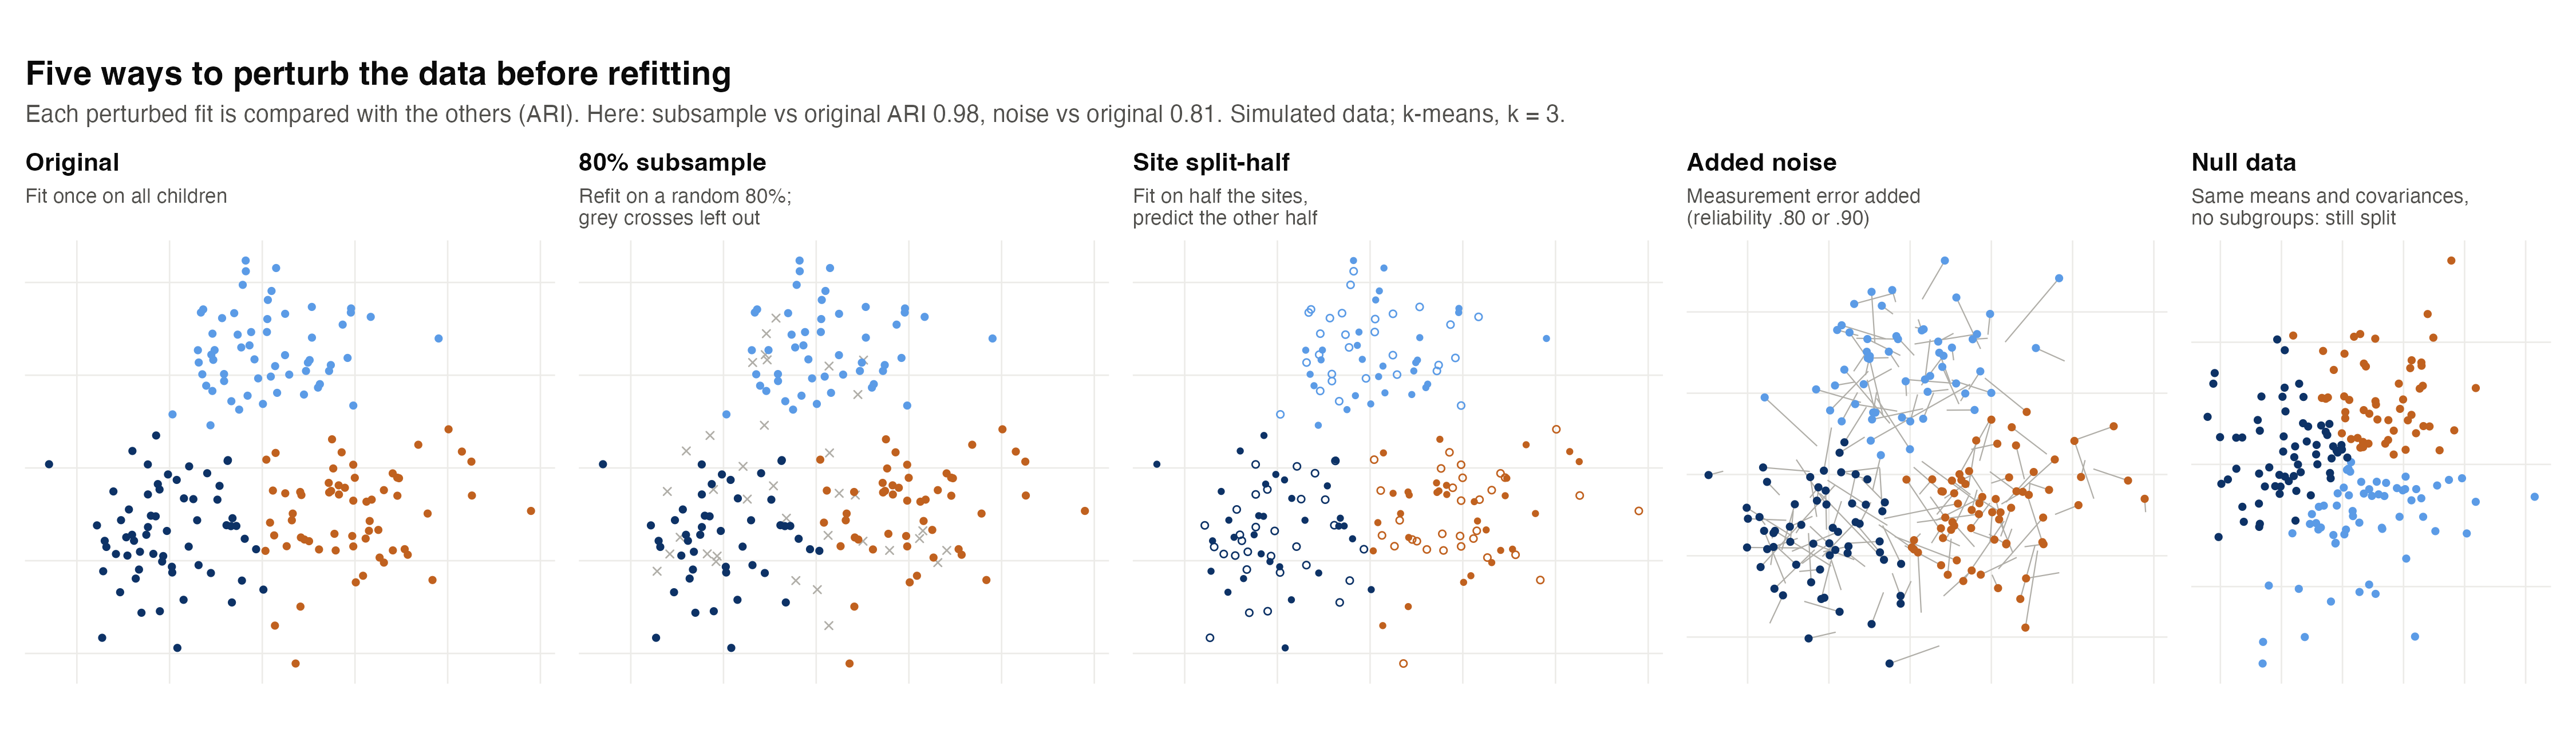 Five ways to perturb the data before refitting
Each perturbed fit is compared with the others (ARI). Here: subsample vs original ARI 0.98, noise vs original 0.81. Simulated data; k-means, k = 3.
Original
Fit once on all children
80% subsample
Refit on a random 80%;
grey crosses left out
Site split-half
Fit on half the sites,
predict the other half
Added noise
Measurement error added
(reliability .80 or .90)
Null data
Same means and covariances,
no subgroups: still split